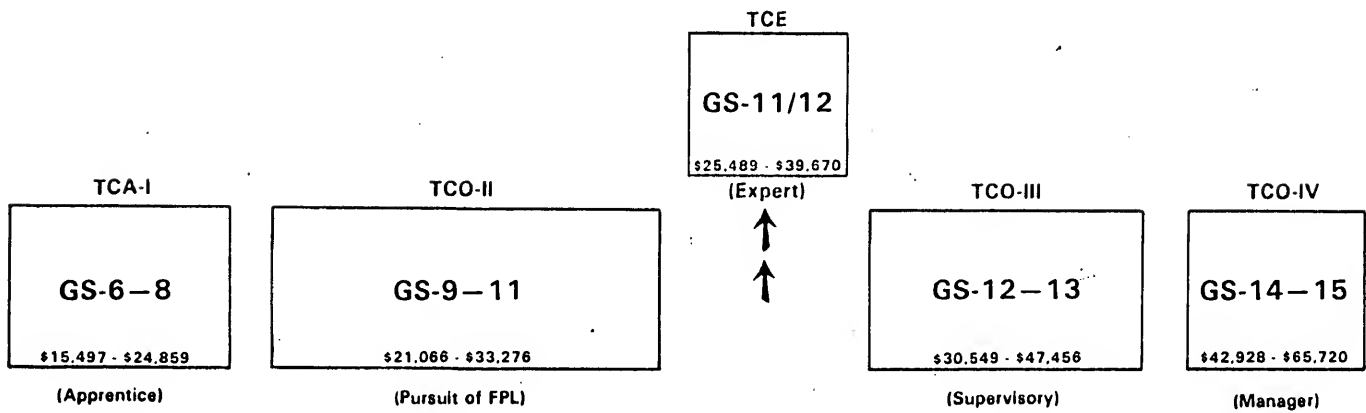 TCE
GS-11/12
$25,489 - $39,670
(Expert)
TCA-I
GS-6—8
$15,497 - $24,859
(Apprentice)
TCO-II
GS-9—11
$21,066 - $33,276
(Pursuit of FPL)
TCO-III
GS-12—13
$30,549 - $47,456
(Supervisory)
TCO-IV
GS-14—15
$42,928 - $65,720
(Manager)